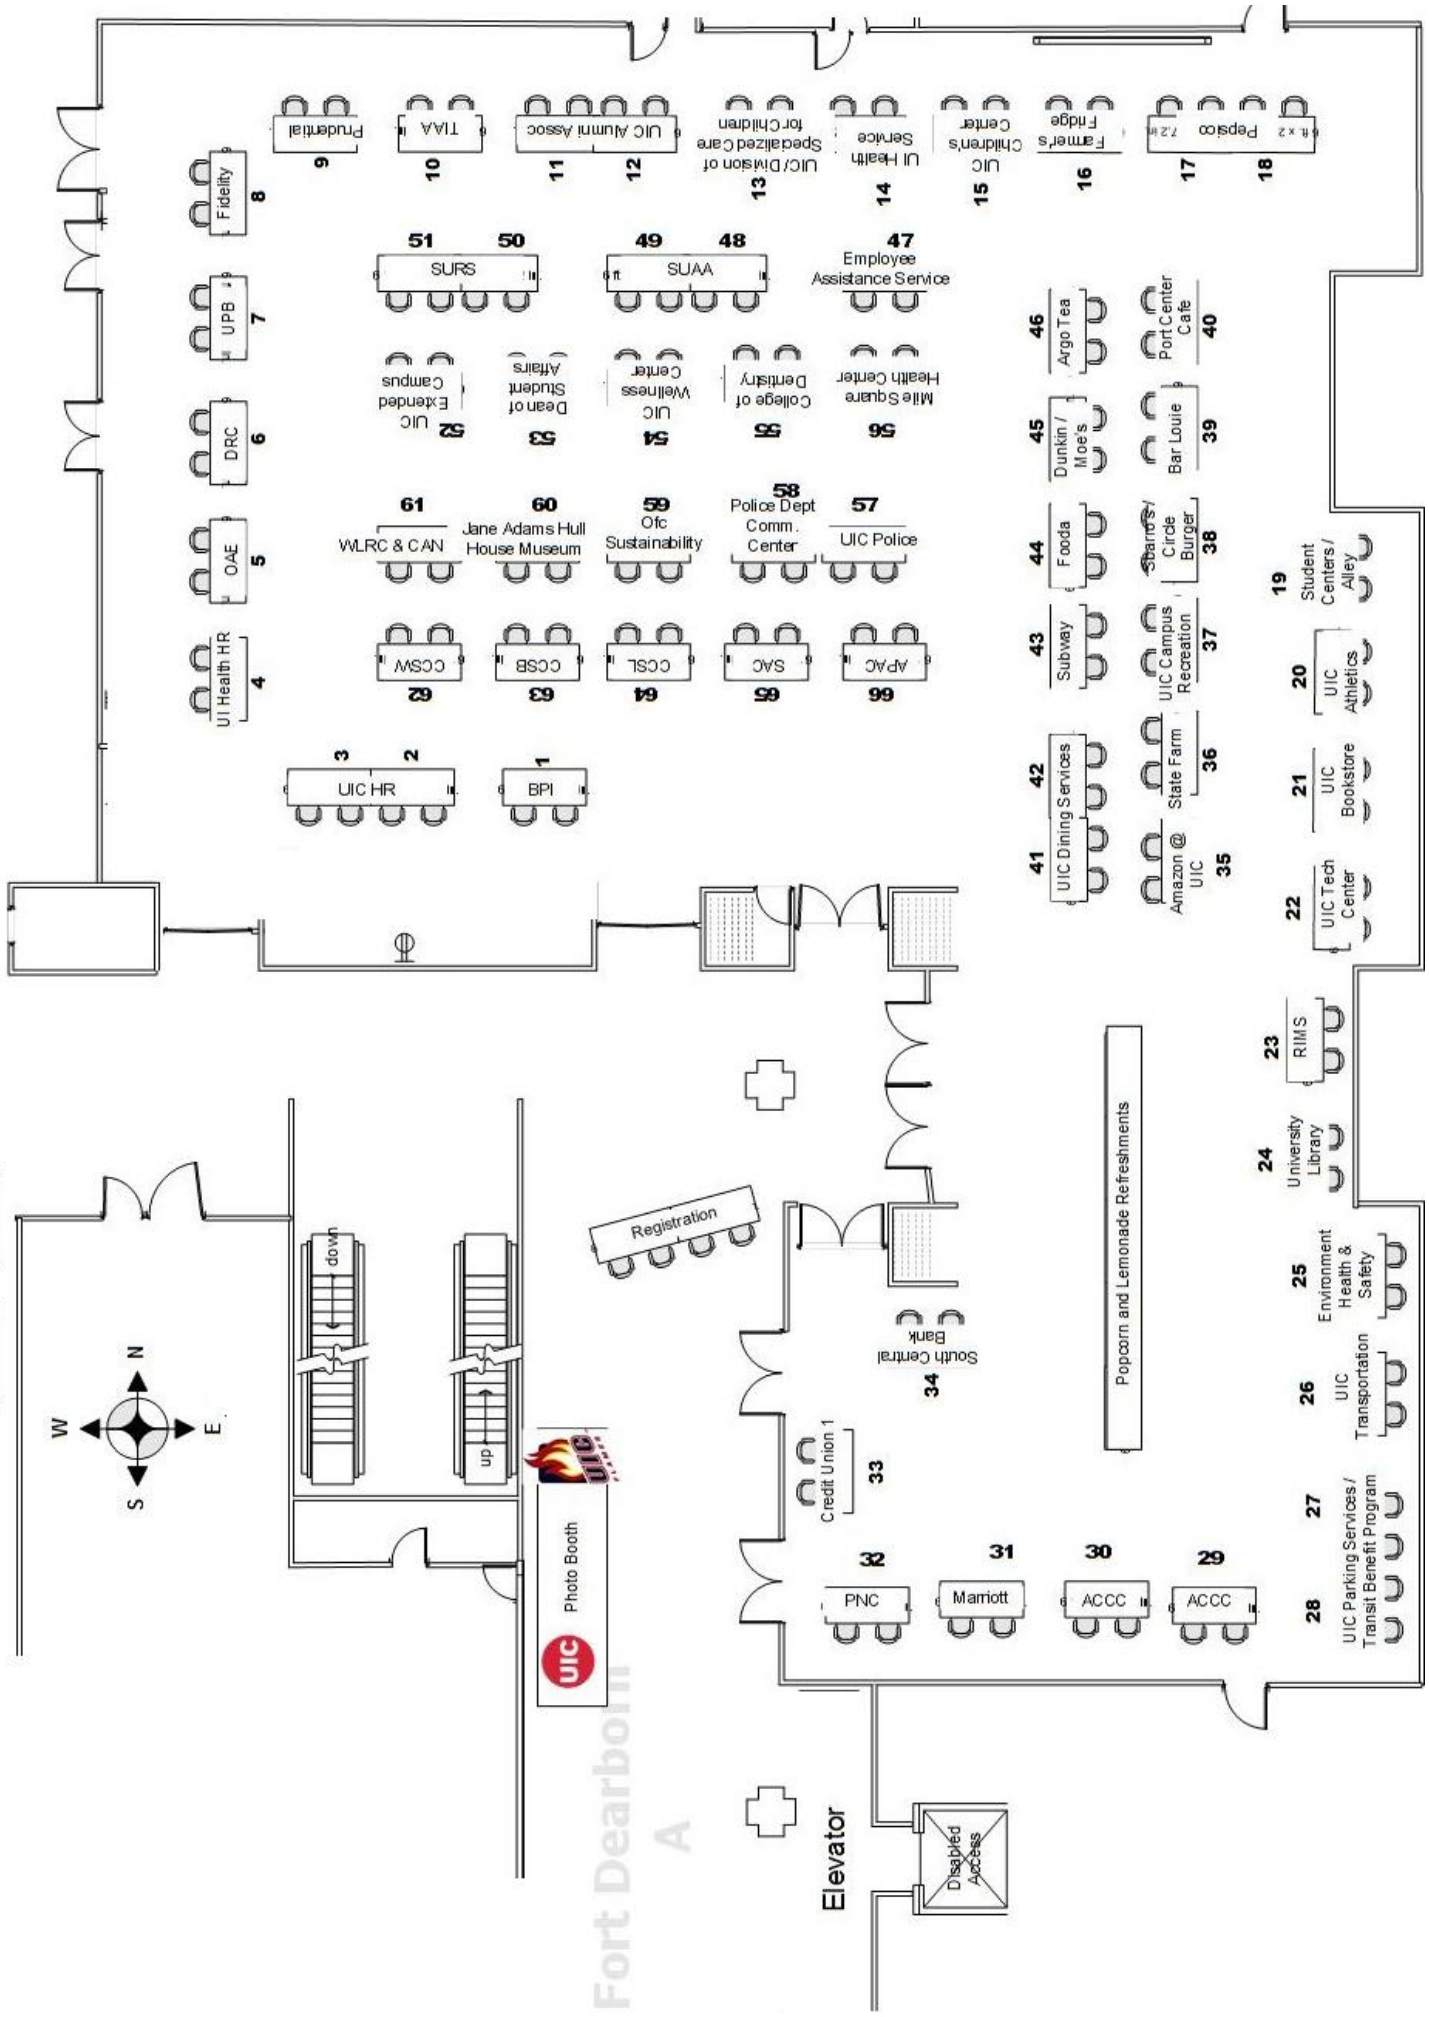 9
Prudential
10
TIAA
11
12
UIC Alumni Assoc
13
UIC/Division of
Specialized Care
for Children
14
UI Health
Service
15
UIC
Children's
Center
16
Farmer's
Fridge
17
18
Pepsico
6 ft. x 2
7.2 in.
8
Fidelity
7
UPB
6
DRC
5
OAE
4
UI Health HR
51
50
SURS
49
48
SUAA
6 ft
47
Employee
Assistance Service
52
UIC
Extended
Campus
53
Dean of
Student
Affairs
54
UIC
Wellness
Center
55
College of
Dentistry
56
Mile Square
Health Center
61
WLRC & CAN
60
Jane Adams Hull
House Museum
59
Ofc
Sustainability
58
Police Dept
Comm.
Center
57
UIC Police
62
CCSW
63
CCSB
64
CCSL
65
SAC
66
APAC
3
2
UIC HR
1
BPI
46
Argo Tea
45
Dunkin /
Moe's
44
Fooda
43
Subway
42
41
UIC Dining Services
40
Port Center
Cafe
39
Bar Louie
38
Sbarro's /
Circle
Burger
37
UIC Campus
Recreation
36
State Farm
35
Amazon @
UIC
19
Student
Centers /
Alley
20
UIC
Athletics
21
UIC
Bookstore
22
UIC Tech
Center
23
RIMS
24
University
Library
25
Environment
Health &
Safety
26
UIC
Transportation
27
28
UIC Parking Services /
Transit Benefit Program
29
ACCC
30
ACCC
31
Marriott
32
PNC
33
Credit Union 1
34
South Central
Bank
Popcorn and Lemonade Refreshments
Registration
down
up
N
W
E
S
Photo Booth
UIC
UIC
FLAMES
Fort Dearborn
A
Elevator
Disabled
Access